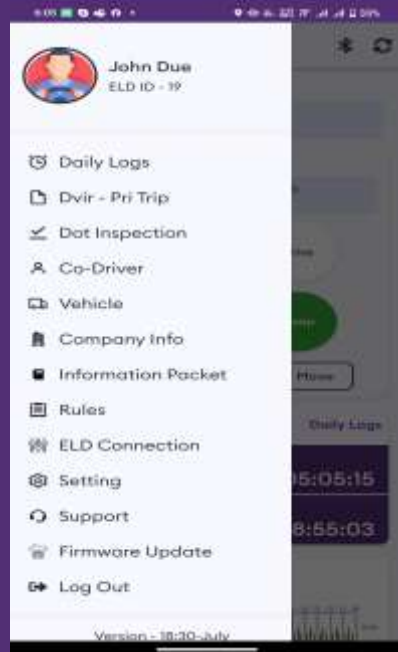 John Due
ELD ID - 19
Daily Logs
Dvir - Pri Trip
Dot Inspection
Co-Driver
Vehicle
Company Info
Information Packet
Rules
ELD Connection
Setting
Support
Firmware Update
Log Out
Version - 18:30-July
Move
Daily Logs
5:05:15
8:55:03